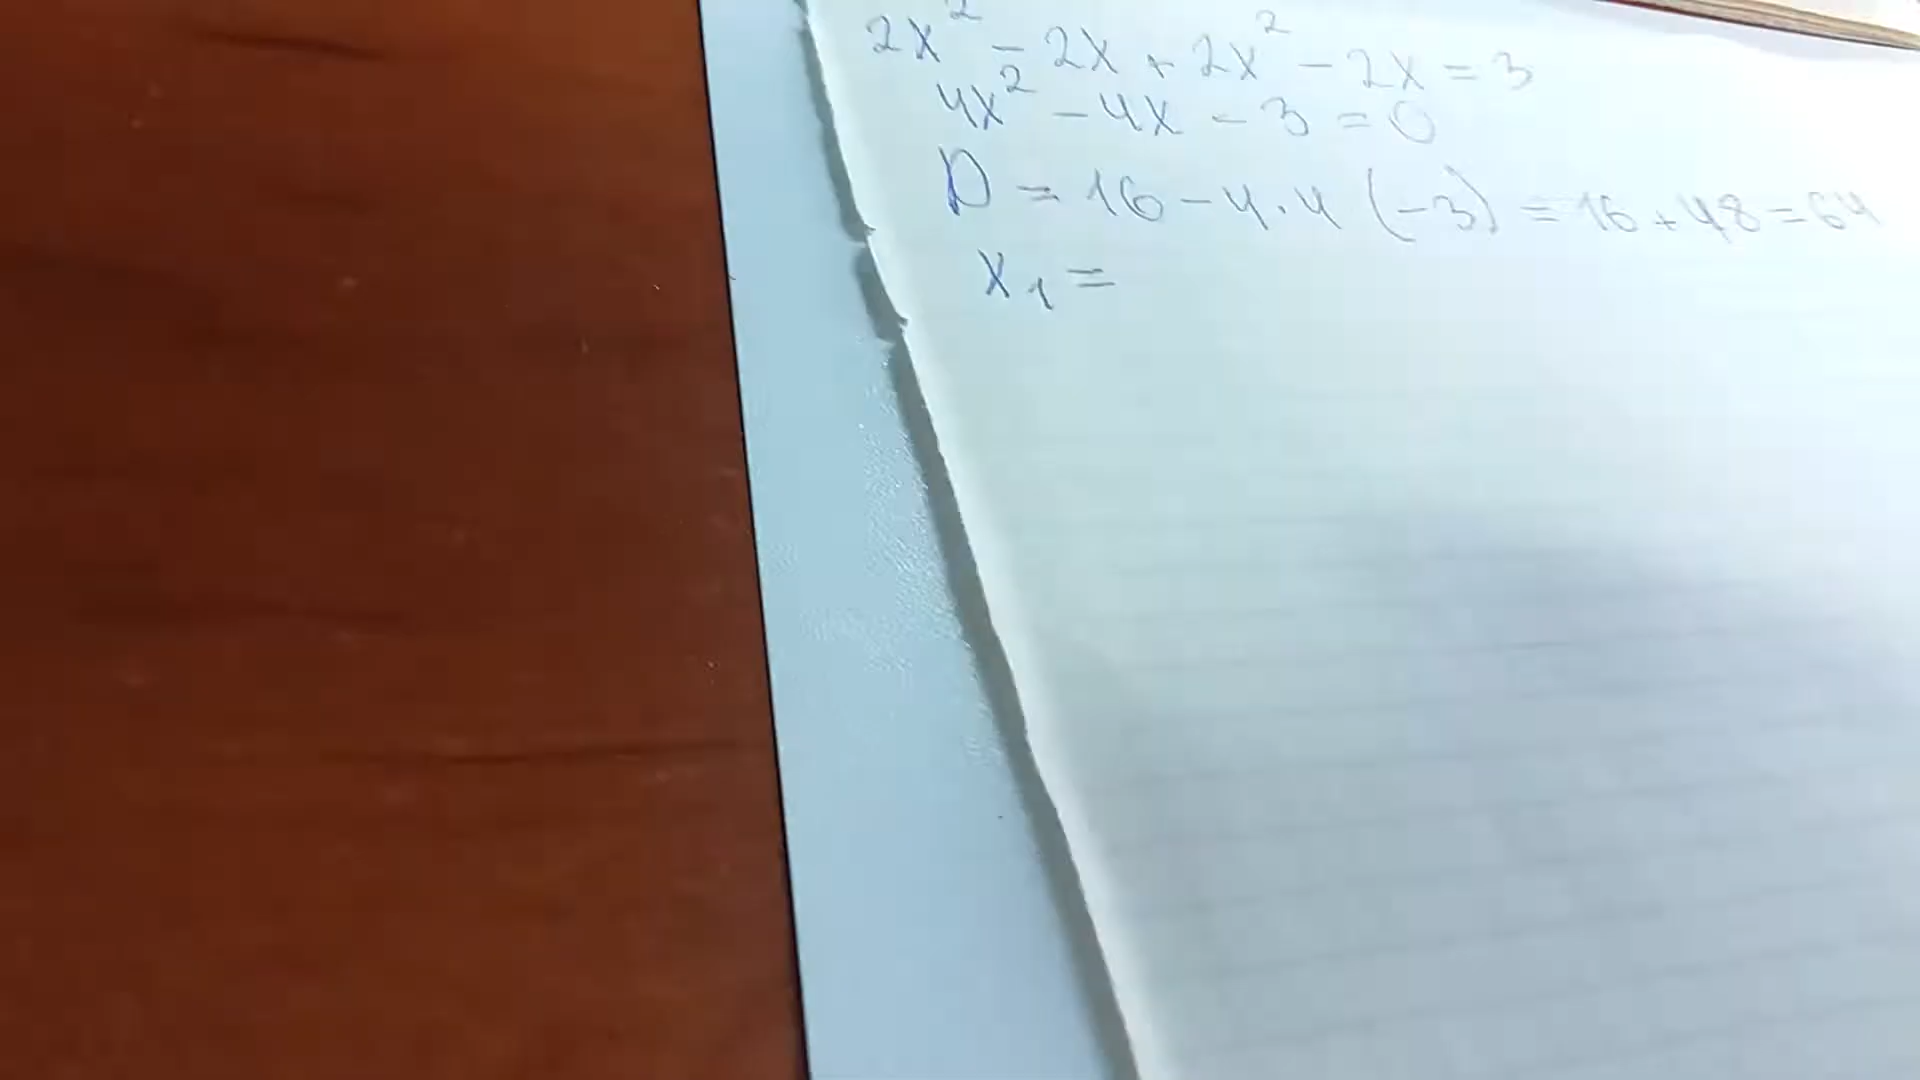 2x² - 2x + 2x² - 2x = 3
4x² - 4x - 3 = 0
D = 16 - 4 · 4 (-3) = 16 + 48 = 64
x₁ =